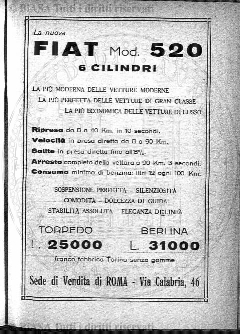 La nuova
FIAT Mod. 520
6 CILINDRI
LA PIÙ MODERNA DELLE VETTURE MODERNE
LA PIÙ PERFETTA DELLE VETTURE DI GRAN CLASSE
LA PIÙ ECONOMICA DELLE VETTURE DI LUSSO
Ripresa da 0 a 90 Km. in 10 secondi.
Velocità in presa diretta da 0 a 90 Km.
Salite in presa diretta fino all'8%.
Arresto completo della vettura a 90 Km. 3 secondi.
Consumo minimo di benzina: litri 12 ogni 100 Km.
SOSPENSIONE PERFETTA - SILENZIOSITÀ
COMODITÀ - DOLCEZZA DI GUIDA
STABILITÀ ASSOLUTA - ELEGANZA DI LINEA
TORPEDO BERLINA
L. 25000 L. 31000
franco fabbrica Torino senza gomme
Sede di Vendita di ROMA - Via Calabria, 46